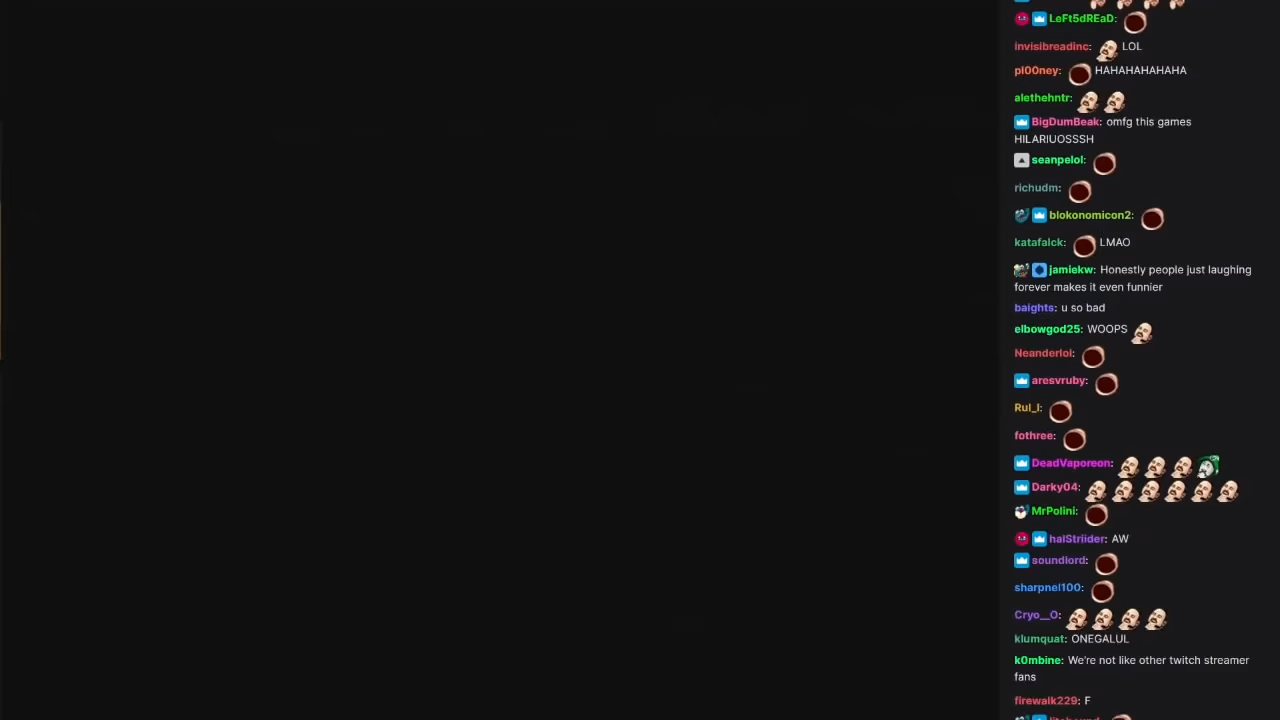 LeFt5dREaD:
invisibreadinc: LOL
pl00ney: HAHAHAHAHAHA
alethehntr:
BigDumBeak: omfg this games
HILARIUOSSSH
seanpelol:
richudm:
blokonomicon2:
katafalck: LMAO
jamiekw: Honestly people just laughing
forever makes it even funnier
baights: u so bad
elbowgod25: WOOPS
Neanderlol:
aresvruby:
Rul_l:
fothree:
DeadVaporeon:
Darky04:
MrPolini:
halStriider: AW
soundlord:
sharpnel100:
Cryo__O:
klumquat: ONEGALUL
k0mbine: We're not like other twitch streamer
fans
firewalk229: F